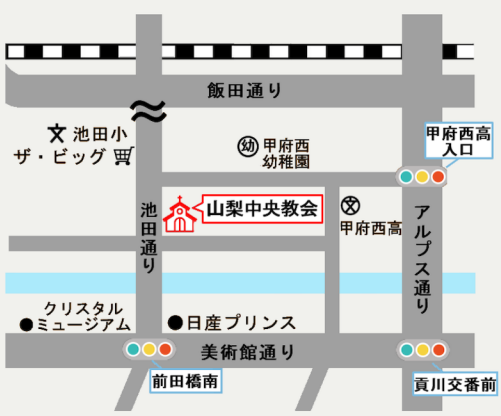 飯田通り
文 池田小
ザ・ビッグ
幼 甲府西
幼稚園
甲府西高
入口
山梨中央教会
文
甲府西高
池田通り
アルプス通り
クリスタル
ミュージアム
日産プリンス
美術館通り
前田橋南
貢川交番前